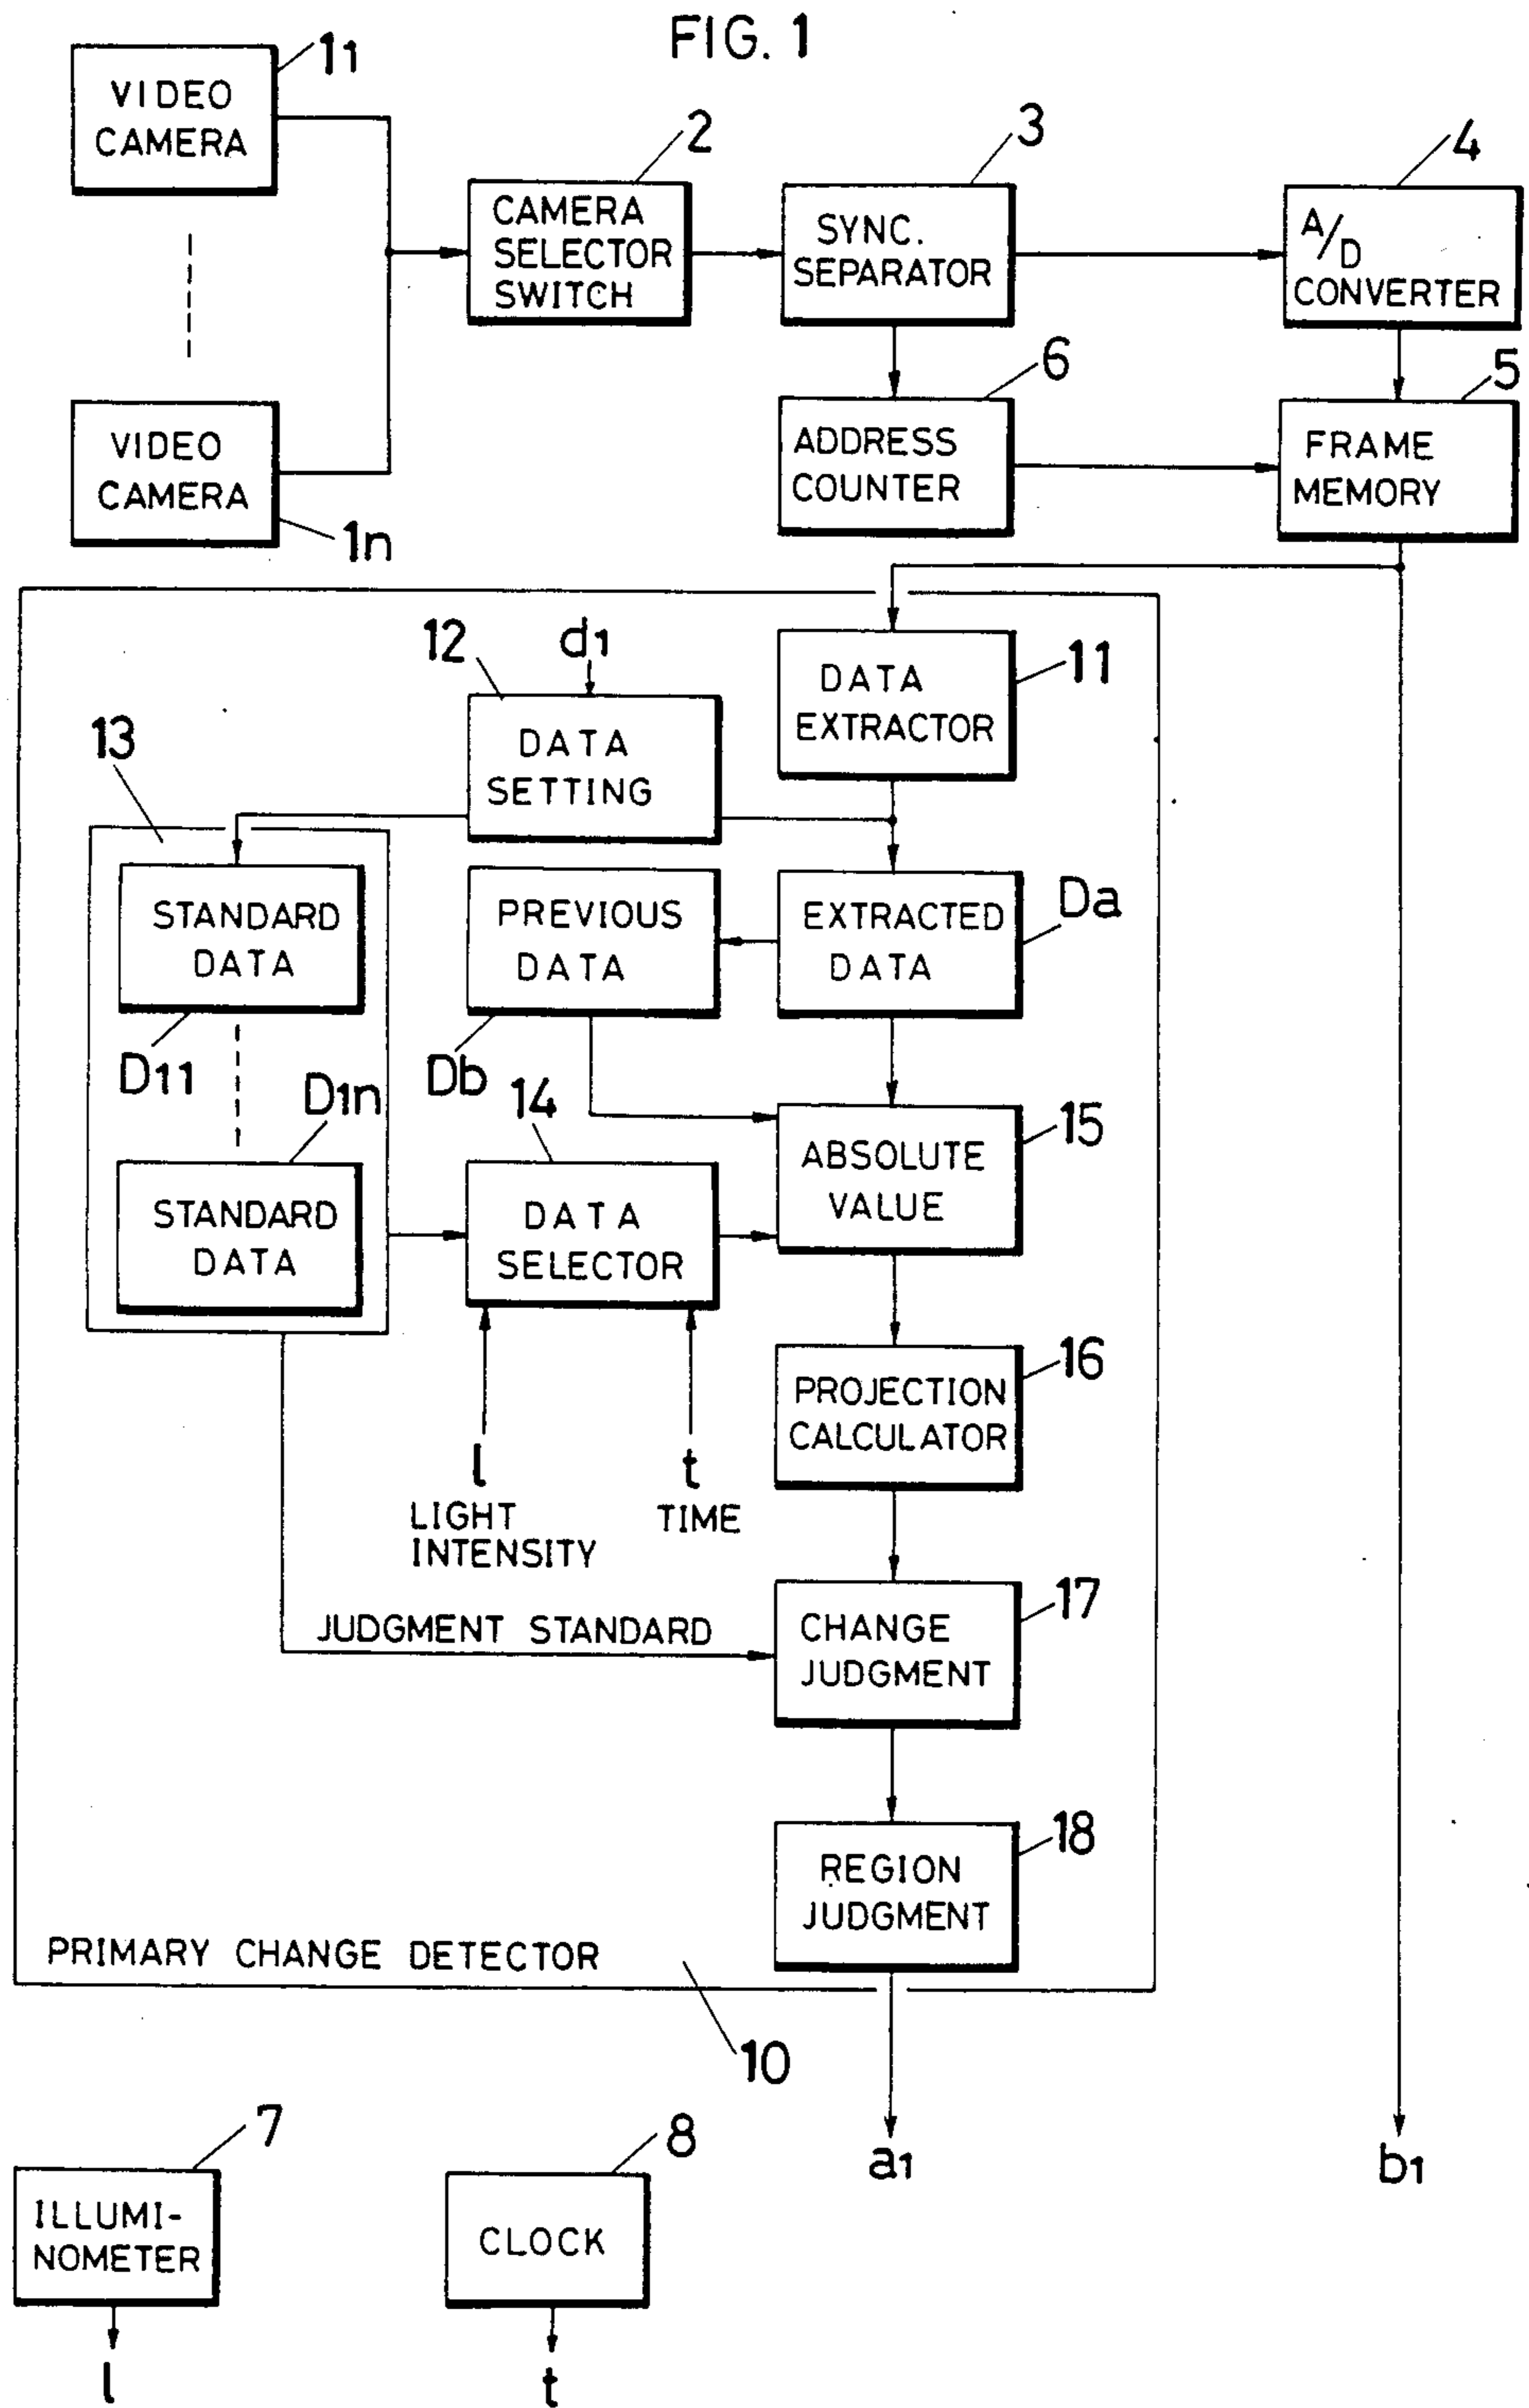 FIG. 1
11
VIDEO
CAMERA
2
CAMERA
SELECTOR
SWITCH
3
SYNC.
SEPARATOR
4
A/D
CONVERTER
VIDEO
CAMERA
1n
6
ADDRESS
COUNTER
5
FRAME
MEMORY
12
d1
DATA
SETTING
DATA
EXTRACTOR
11
13
STANDARD
DATA
D11
PREVIOUS
DATA
Db
EXTRACTED
DATA
Da
D1n
STANDARD
DATA
14
DATA
SELECTOR
ABSOLUTE
VALUE
15
l
LIGHT
INTENSITY
t
TIME
PROJECTION
CALCULATOR
16
JUDGMENT STANDARD
CHANGE
JUDGMENT
17
REGION
JUDGMENT
18
PRIMARY CHANGE DETECTOR
10
a1
b1
7
ILLUMI-
NOMETER
l
8
CLOCK
t